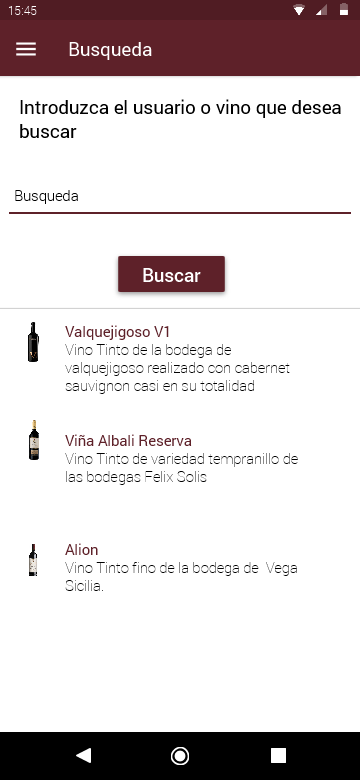 15:45
Busqueda
Introduzca el usuario o vino que desea
buscar
Busqueda
Buscar
Valquejigoso V1
Vino Tinto de la bodega de
valquejigoso realizado con cabernet
sauvignon casi en su totalidad
Viña Albali Reserva
Vino Tinto de variedad tempranillo de
las bodegas Felix Solis
Alion
Vino Tinto fino de la bodega de  Vega
Sicilia.